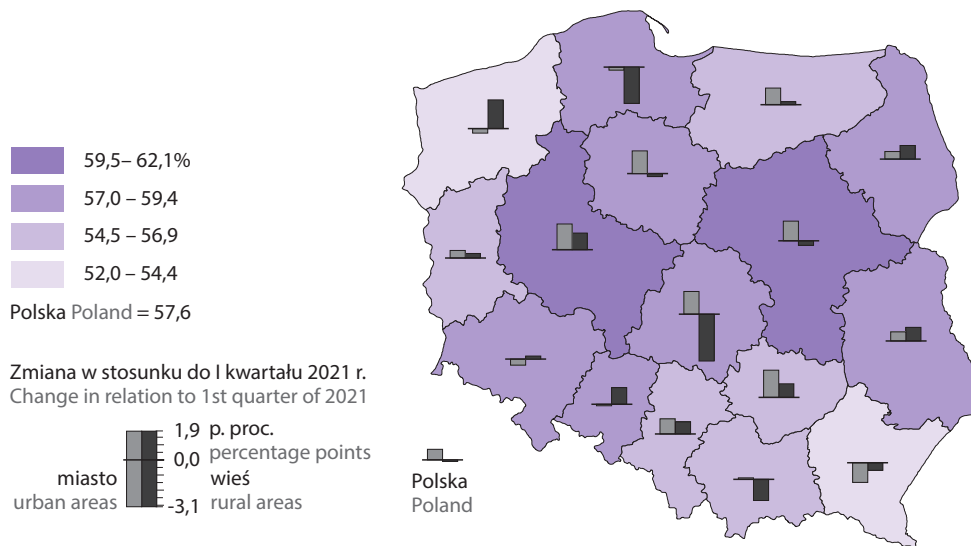 59,5– 62,1%
57,0 – 59,4
54,5 – 56,9
52,0 – 54,4
Polska Poland = 57,6
Zmiana w stosunku do I kwartału 2021 r.
Change in relation to 1st quarter of 2021
1,9 p. proc.
percentage points
0,0
miasto wieś
urban areas -3,1 rural areas
Polska
Poland